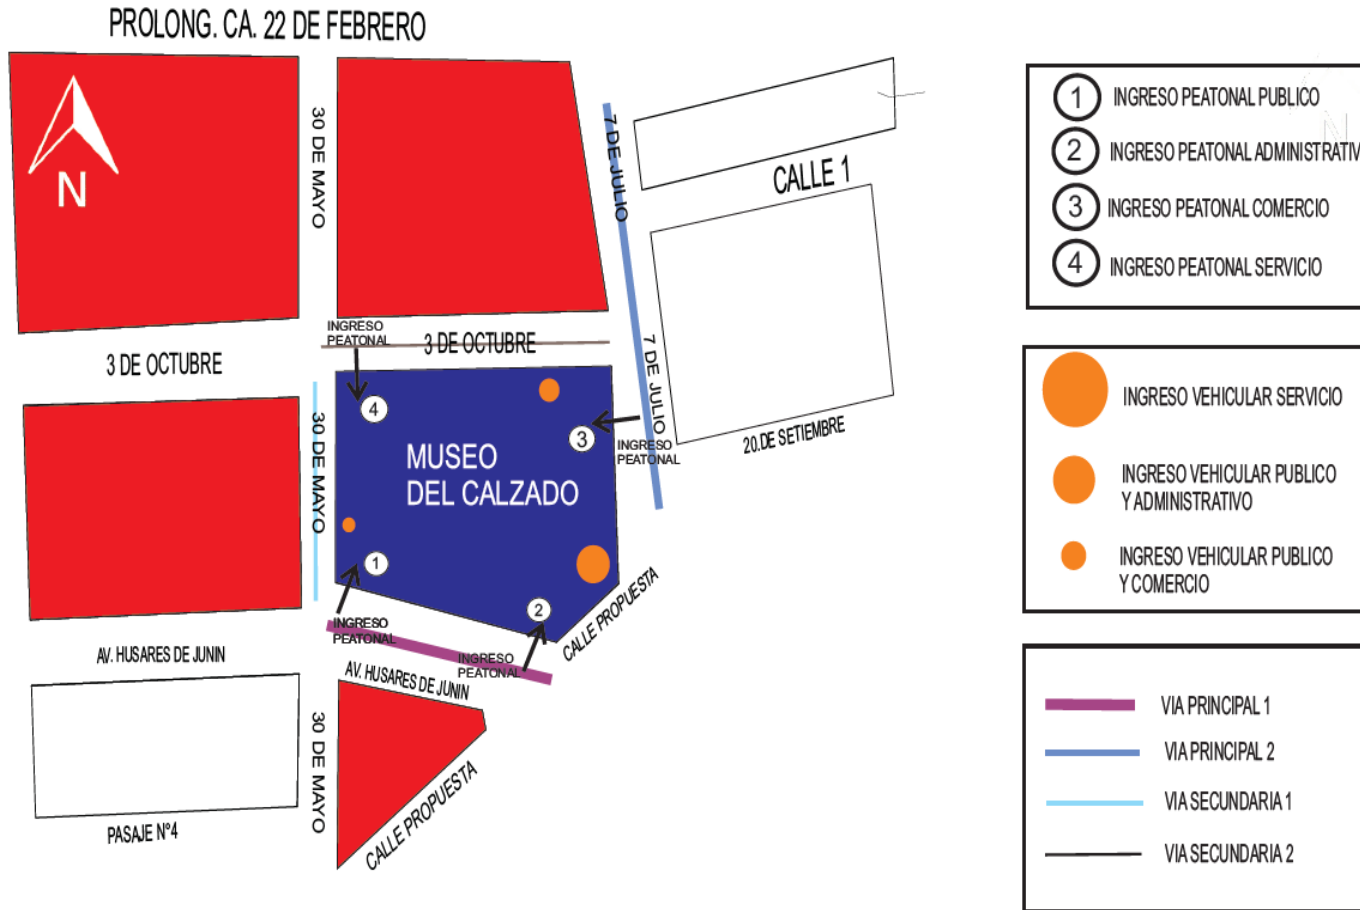 PROLONG. CA. 22 DE FEBRERO
N
30 DE MAYO
7 DE JULIO
CALLE 1
3 DE OCTUBRE
INGRESO
PEATONAL
3 DE OCTUBRE
7 DE JULIO
20.DE SETIEMBRE
30 DE MAYO
4
3
INGRESO
PEATONAL
MUSEO
DEL CALZADO
1
2
INGRESO
PEATONAL
INGRESO
PEATONAL
CALLE PROPUESTA
AV. HUSARES DE JUNIN
AV. HUSARES DE JUNIN
30 DE MAYO
PASAJE N°4
CALLE PROPUESTA
1 INGRESO PEATONAL PUBLICO
N
2 INGRESO PEATONAL ADMINISTRATIV
3 INGRESO PEATONAL COMERCIO
4 INGRESO PEATONAL SERVICIO
INGRESO VEHICULAR SERVICIO
INGRESO VEHICULAR PUBLICO
Y ADMINISTRATIVO
INGRESO VEHICULAR PUBLICO
Y COMERCIO
VIA PRINCIPAL 1
VIA PRINCIPAL 2
VIA SECUNDARIA 1
VIA SECUNDARIA 2